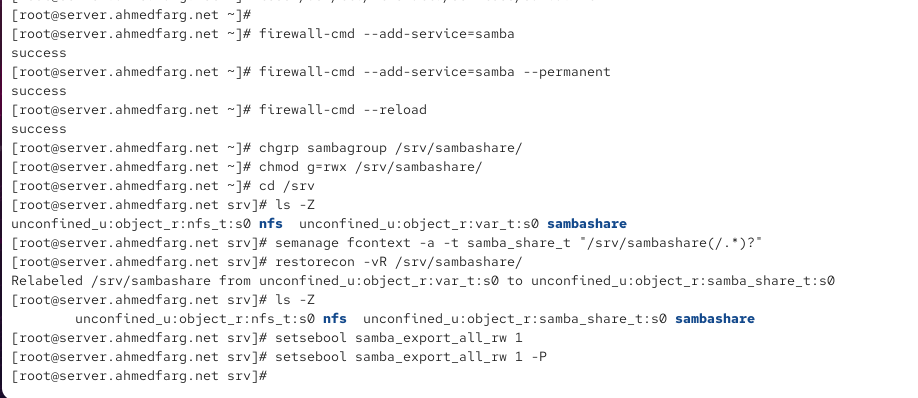 [root@server.ahmedfarg.net ~]#
[root@server.ahmedfarg.net ~]# firewall-cmd --add-service=samba
success
[root@server.ahmedfarg.net ~]# firewall-cmd --add-service=samba --permanent
success
[root@server.ahmedfarg.net ~]# firewall-cmd --reload
success
[root@server.ahmedfarg.net ~]# chgrp sambagroup /srv/sambashare/
[root@server.ahmedfarg.net ~]# chmod g=rwx /srv/sambashare/
[root@server.ahmedfarg.net ~]# cd /srv
[root@server.ahmedfarg.net srv]# ls -Z
unconfined_u:object_r:nfs_t:s0 nfs  unconfined_u:object_r:var_t:s0 sambashare
[root@server.ahmedfarg.net srv]# semanage fcontext -a -t samba_share_t "/srv/sambashare(/.*)?"
[root@server.ahmedfarg.net srv]# restorecon -vR /srv/sambashare/
Relabeled /srv/sambashare from unconfined_u:object_r:var_t:s0 to unconfined_u:object_r:samba_share_t:s0
[root@server.ahmedfarg.net srv]# ls -Z
        unconfined_u:object_r:nfs_t:s0 nfs  unconfined_u:object_r:samba_share_t:s0 sambashare
[root@server.ahmedfarg.net srv]# setsebool samba_export_all_rw 1
[root@server.ahmedfarg.net srv]# setsebool samba_export_all_rw 1 -P
[root@server.ahmedfarg.net srv]#